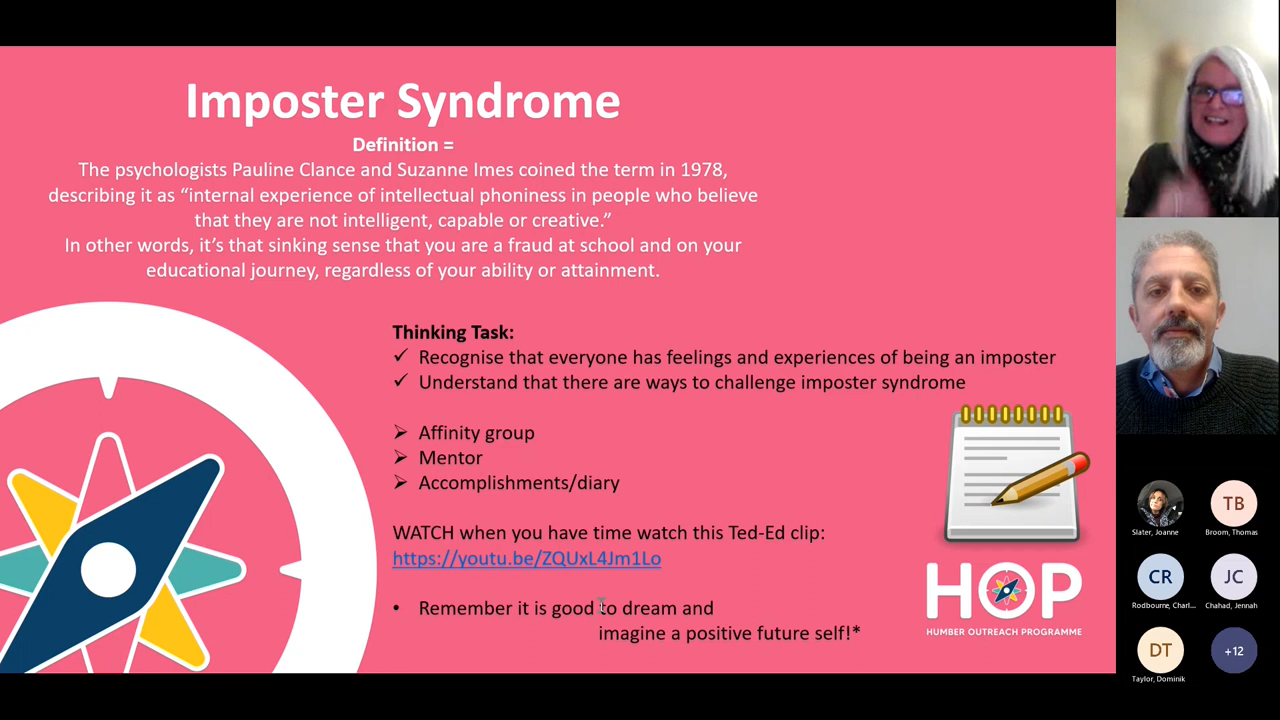 Imposter Syndrome
Definition =
The psychologists Pauline Clance and Suzanne Imes coined the term in 1978,
describing it as “internal experience of intellectual phoniness in people who believe
that they are not intelligent, capable or creative.”
In other words, it’s that sinking sense that you are a fraud at school and on your
educational journey, regardless of your ability or attainment.
Thinking Task:
✓ Recognise that everyone has feelings and experiences of being an imposter
✓ Understand that there are ways to challenge imposter syndrome
➢ Affinity group
➢ Mentor
➢ Accomplishments/diary
WATCH when you have time watch this Ted-Ed clip:
https://youtu.be/ZQUxL4Jm1Lo
• Remember it is good to dream and
imagine a positive future self!*
HOP
HUMBER OUTREACH PROGRAMME
Slater, Joanne
TB
Broom, Thomas
CR
Rodbourne, Charl...
JC
Chahad, Jennah
DT
Taylor, Dominik
+12